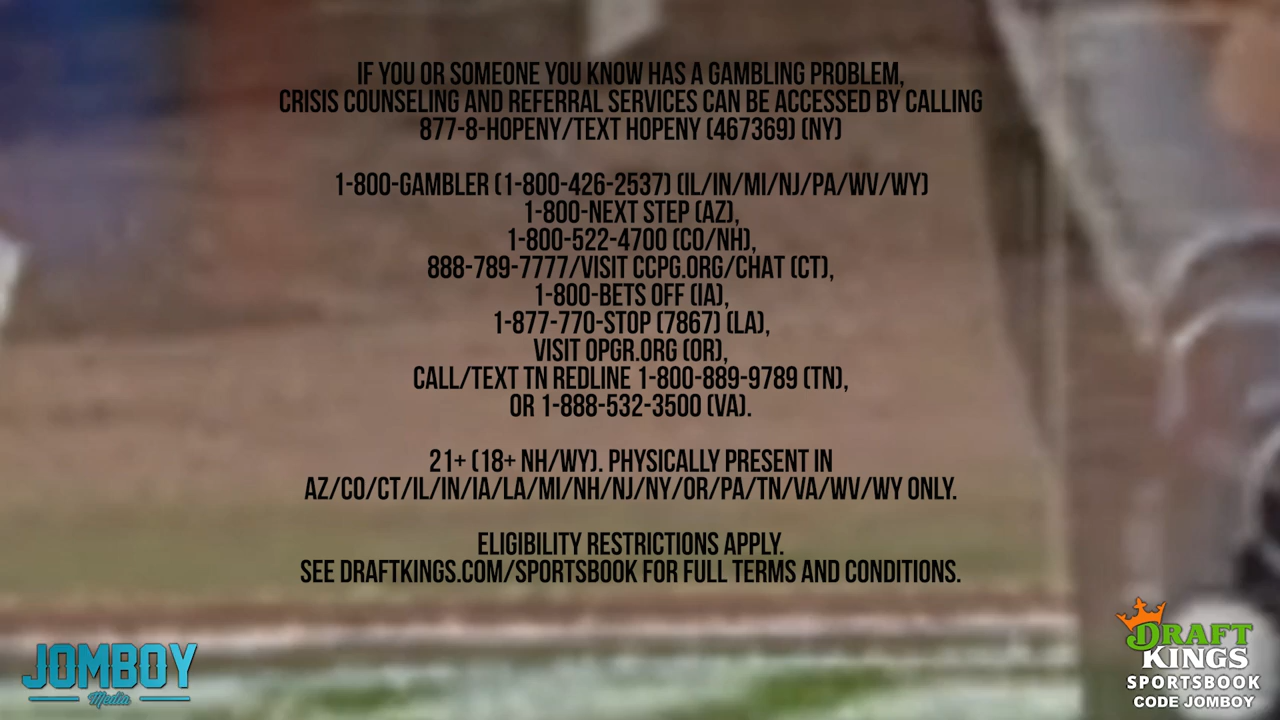 IF YOU OR SOMEONE YOU KNOW HAS A GAMBLING PROBLEM,
CRISIS COUNSELING AND REFERRAL SERVICES CAN BE ACCESSED BY CALLING
877-8-HOPENY/TEXT HOPENY (467369) (NY)
1-800-GAMBLER (1-800-426-2537) (IL/IN/MI/NJ/PA/WV/WY)
1-800-NEXT STEP (AZ),
1-800-522-4700 (CO/NH),
888-789-7777/VISIT CCPG.ORG/CHAT (CT),
1-800-BETS OFF (IA),
1-877-770-STOP (7867) (LA),
VISIT OPGR.ORG (OR),
CALL/TEXT TN REDLINE 1-800-889-9789 (TN),
OR 1-888-532-3500 (VA).
21+ (18+ NH/WY). PHYSICALLY PRESENT IN
AZ/CO/CT/IL/IN/IA/LA/MI/NH/NJ/NY/OR/PA/TN/VA/WV/WY ONLY.
ELIGIBILITY RESTRICTIONS APPLY.
SEE DRAFTKINGS.COM/SPORTSBOOK FOR FULL TERMS AND CONDITIONS.
JOMBOY
Media
DRAFT
KINGS
SPORTSBOOK
CODE JOMBOY